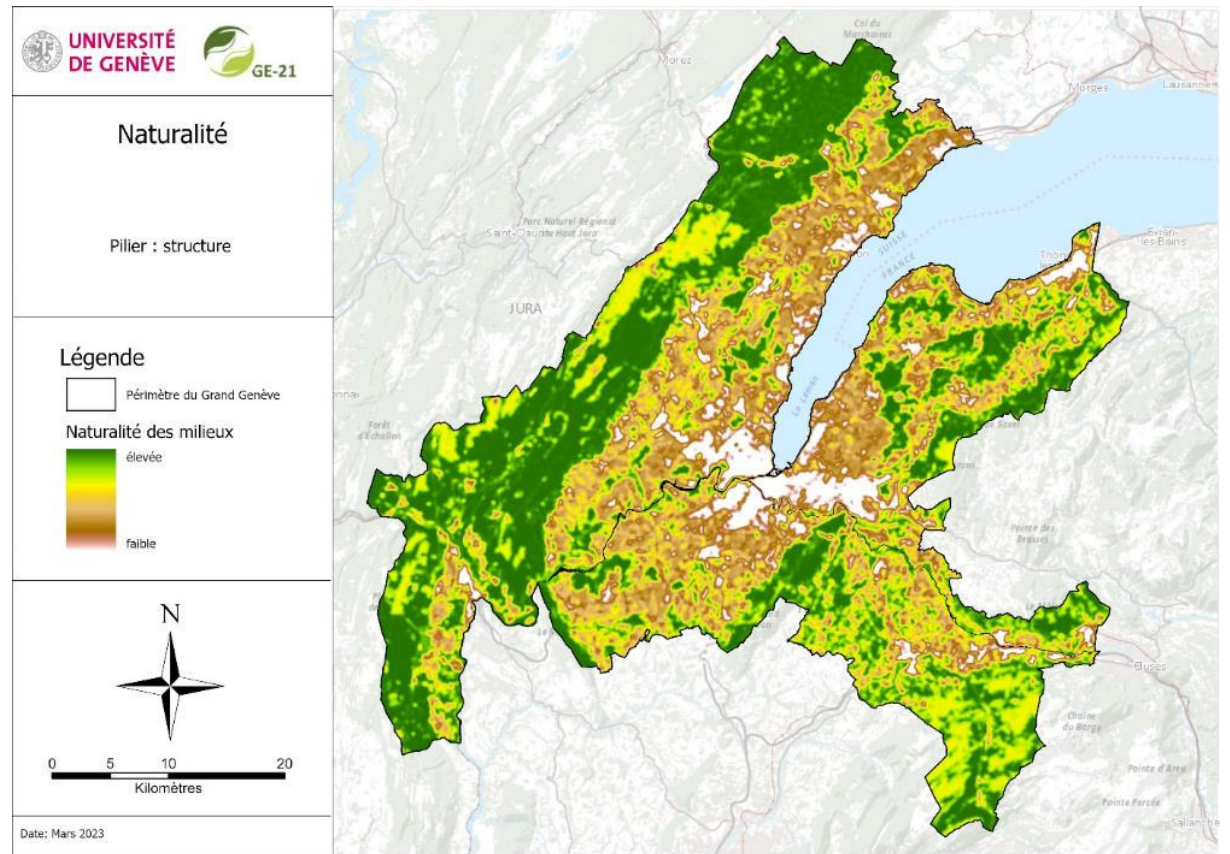 UNIVERSITÉ
DE GENÈVE
GE-21
Naturalité
Pilier : structure
Légende
Périmètre du Grand Genève
Naturalité des milieux
élevée
faible
N
0 5 10 20
Kilomètres
Date: Mars 2023
Col du
Marchairuz
Morez
Morges
Lausanne
Parc Naturel Régional
du Haut Jura
SUISSE
FRANCE
Evian-
les-Bains
JURA
Le Léman
Forêt
d'Echallon
Pointe des
Brasses
Cluses
Chaîne
du Bargy
Pointe d'Areu
Pointe Percée
Sallanche